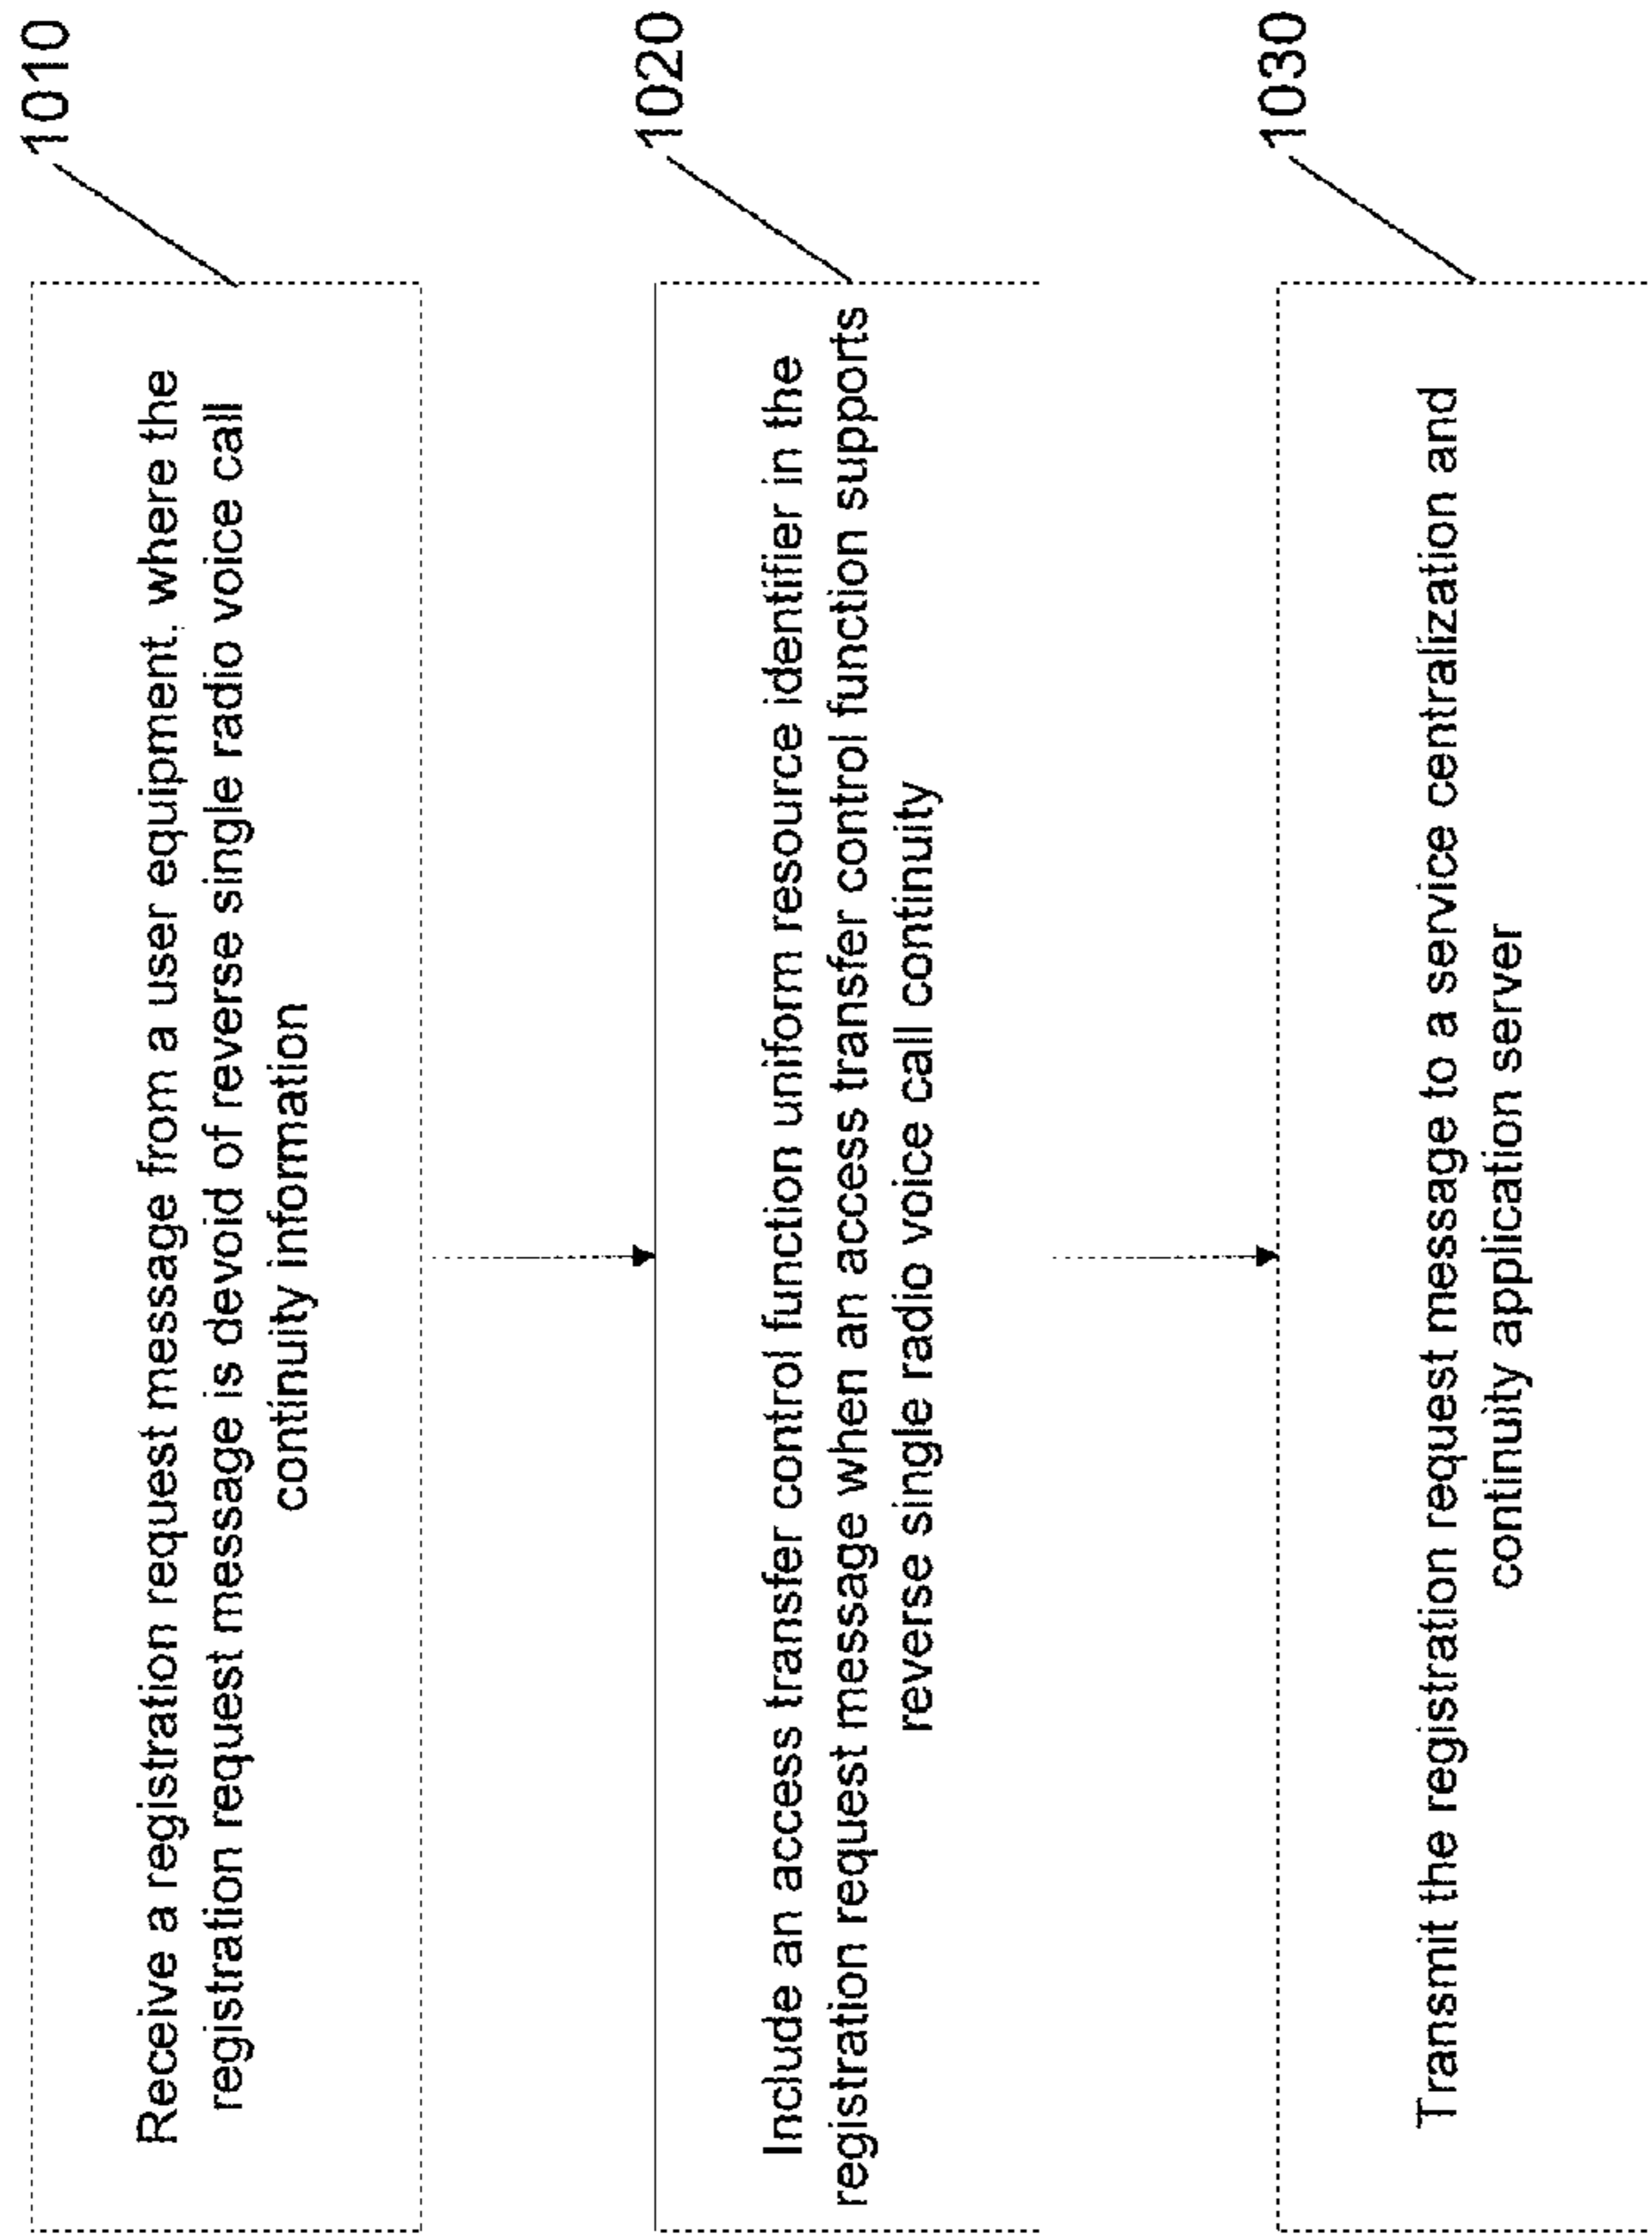 1010
Receive a registration request message from a user equipment, where the
registration request message is devoid of reverse single radio voice call
continuity information
1020
Include an access transfer control function uniform resource identifier in the
registration request message when an access transfer control function supports
reverse single radio voice call continuity
1030
Transmit the registration request message to a service centralization and
continuity application server